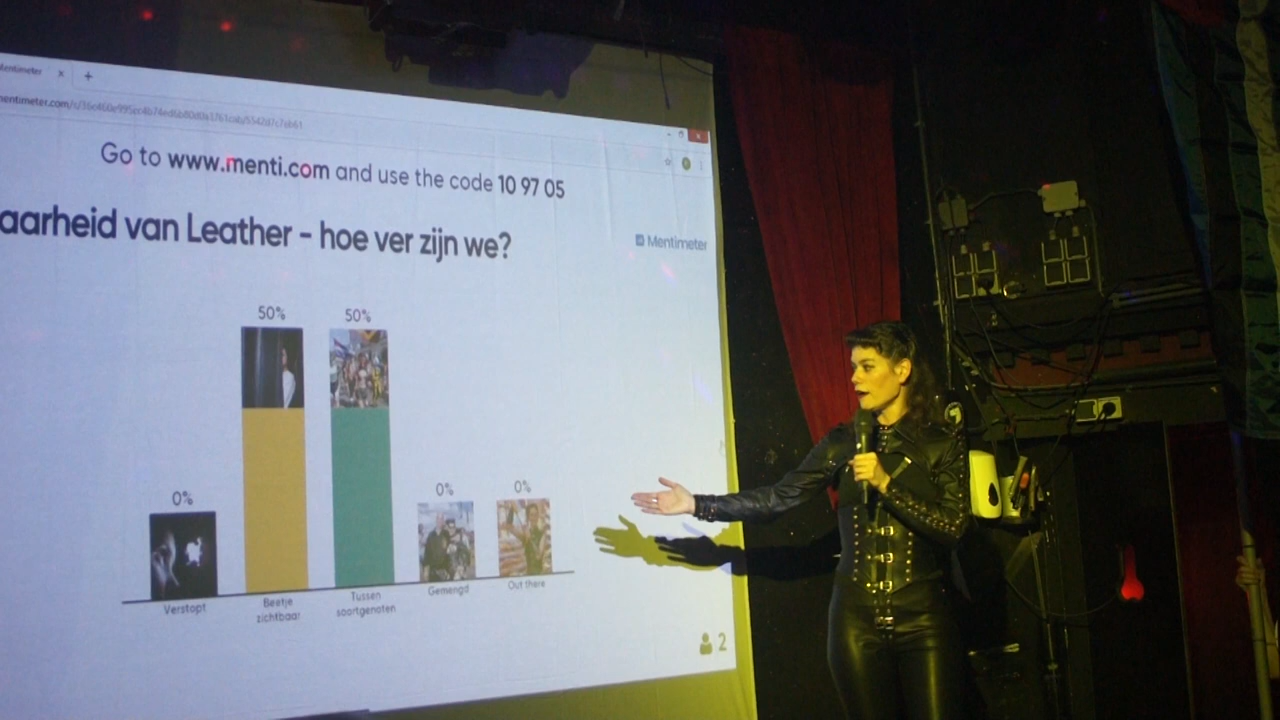 Mentimeter × +
Go to www.menti.com and use the code 10 97 05
aarheid van Leather - hoe ver zijn we?
Mentimeter
50% 50%
0% 0% 0%
Verstopt
Beetje
zichtbaar
Tussen
soortgenoten
Gemengd
Out there
2